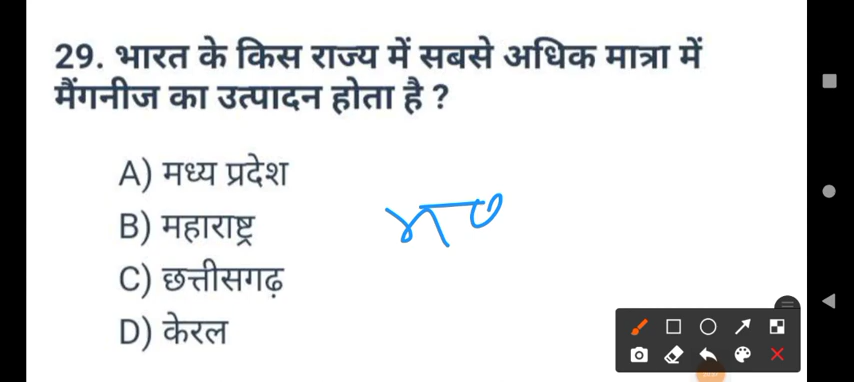 29. भारत के किस राज्य में सबसे अधिक मात्रा में
मैंगनीज का उत्पादन होता है ?
A) मध्य प्रदेश
B) महाराष्ट्र
C) छत्तीसगढ़
D) केरल